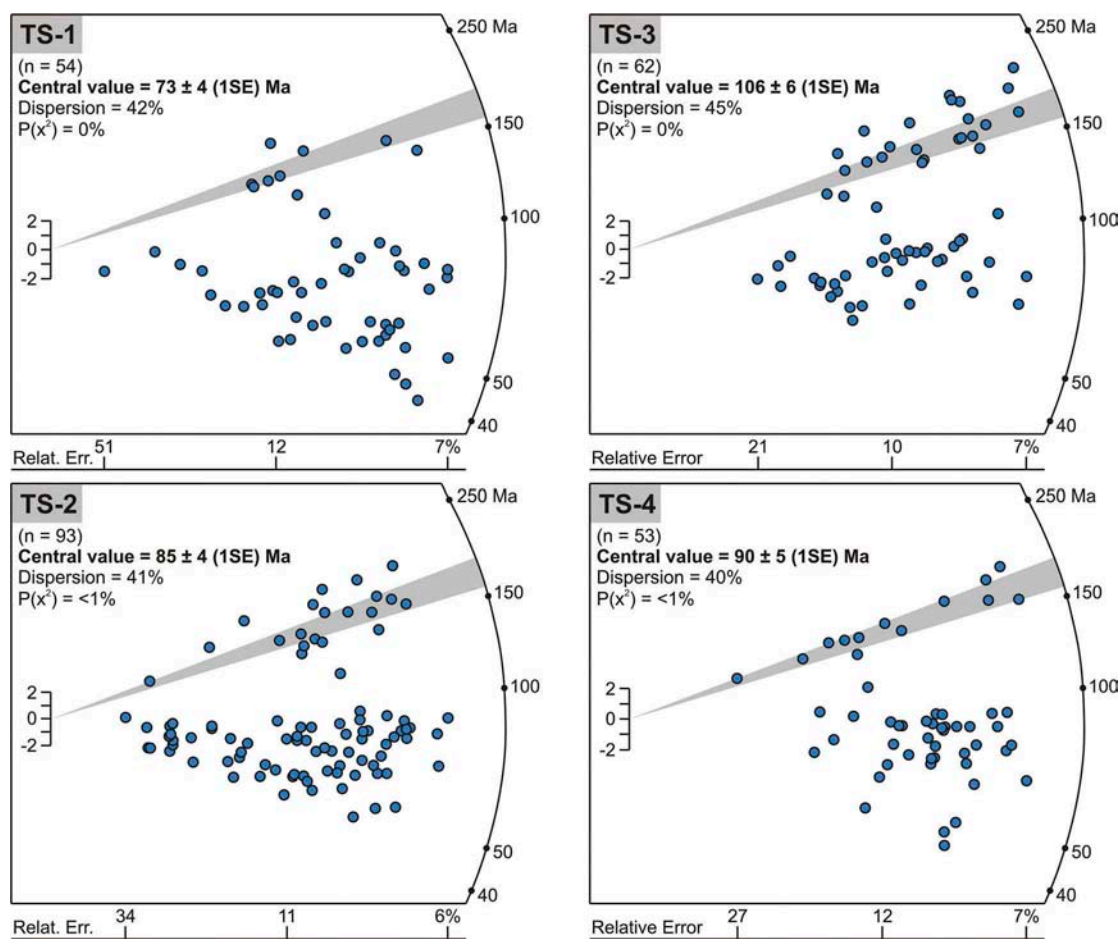 TS-1
(n = 54)
Central value = 73 ± 4 (1SE) Ma
Dispersion = 42%
P(x²) = 0%
250 Ma
150
100
50
40
2
0
-2
51 12 7%
Relat. Err.
TS-3
(n = 62)
Central value = 106 ± 6 (1SE) Ma
Dispersion = 45%
P(x²) = 0%
250 Ma
150
100
50
40
2
0
-2
21 10 7%
Relative Error
TS-2
(n = 93)
Central value = 85 ± 4 (1SE) Ma
Dispersion = 41%
P(x²) = <1%
250 Ma
150
100
50
40
2
0
-2
34 11 6%
Relat. Err.
TS-4
(n = 53)
Central value = 90 ± 5 (1SE) Ma
Dispersion = 40%
P(x²) = <1%
250 Ma
150
100
50
40
2
0
-2
27 12 7%
Relative Error